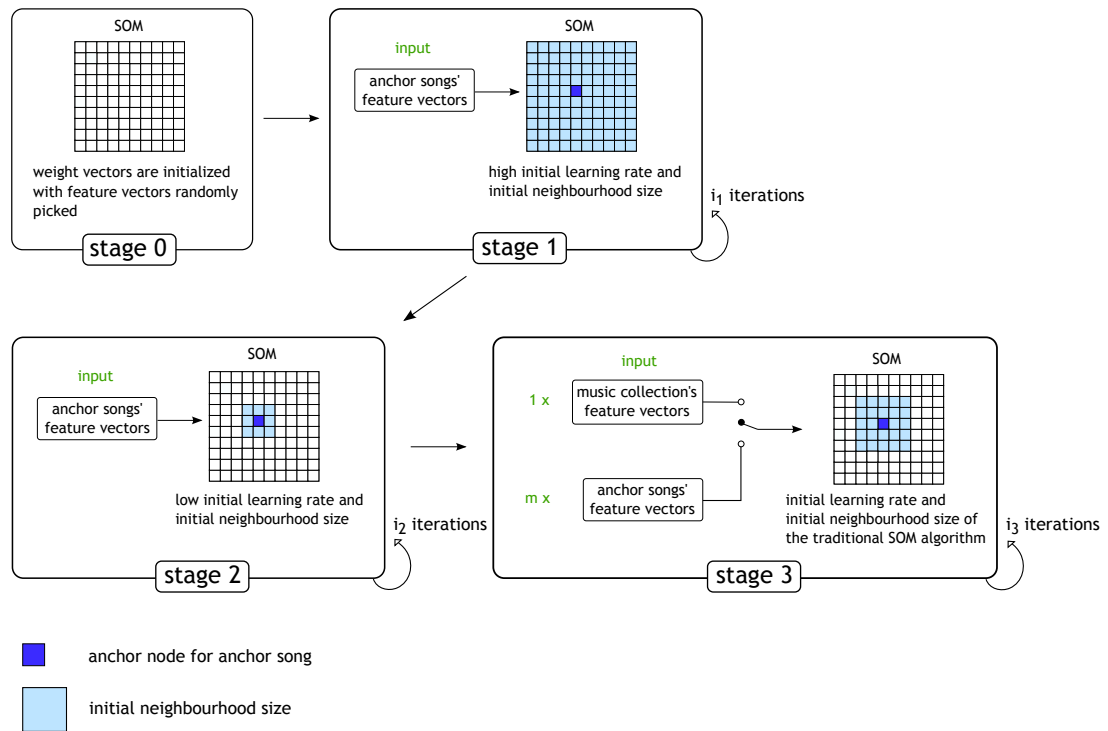 SOM
weight vectors are initialized
with feature vectors randomly
picked
stage 0
SOM
input
anchor songs'
feature vectors
high initial learning rate and
initial neighbourhood size
i1 iterations
stage 1
SOM
input
anchor songs'
feature vectors
low initial learning rate and
initial neighbourhood size
i2 iterations
stage 2
input
SOM
1 x
music collection's
feature vectors
m x
anchor songs'
feature vectors
initial learning rate and
initial neighbourhood size of
the traditional SOM algorithm
i3 iterations
stage 3
anchor node for anchor song
initial neighbourhood size